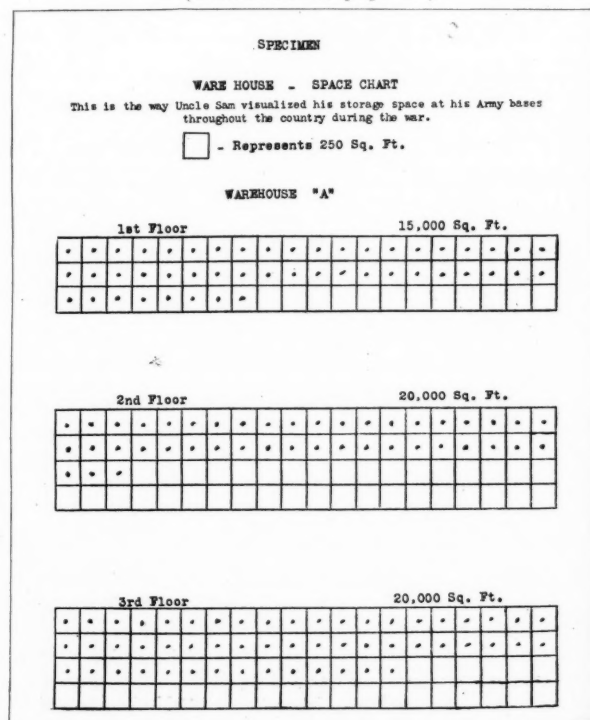 SPECIMEN
WARE HOUSE - SPACE CHART
This is the way Uncle Sam visualized his storage space at his Army bases
throughout the country during the war.
- Represents 250 Sq. Ft.
WAREHOUSE "A"
1st Floor 15,000 Sq. Ft.
2nd Floor 20,000 Sq. Ft.
3rd Floor 20,000 Sq. Ft.